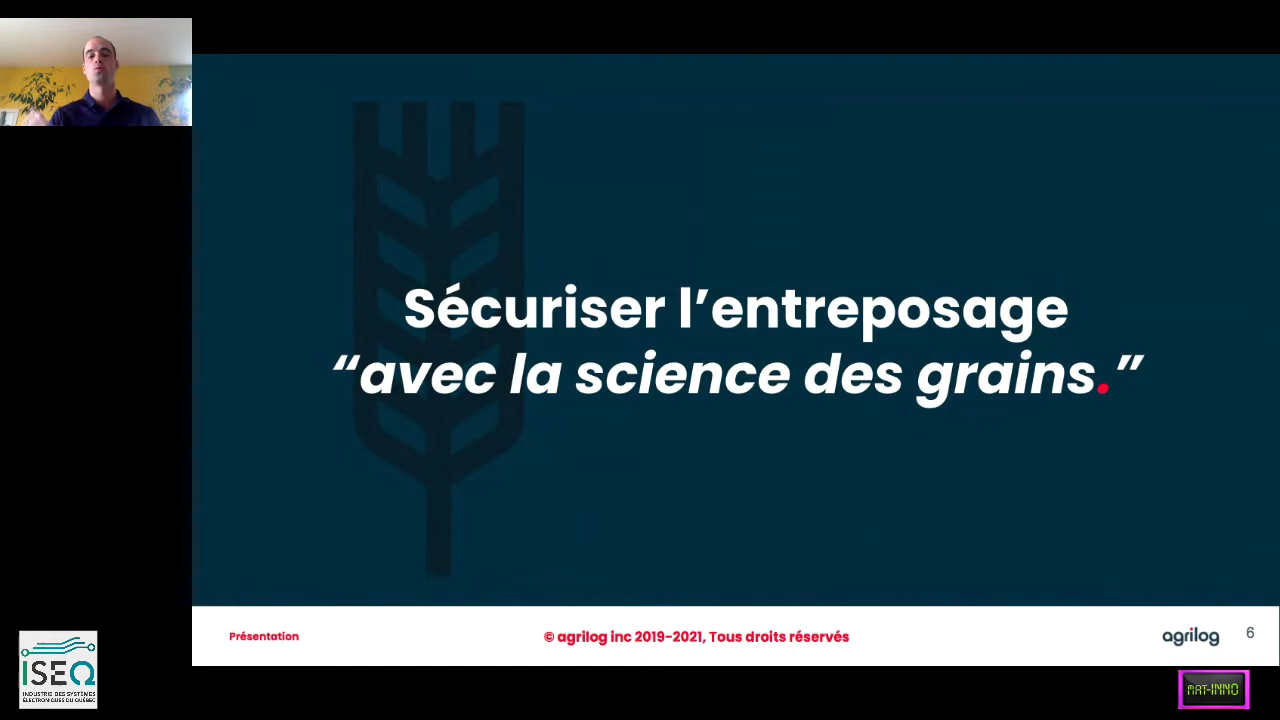 Sécuriser l’entreposage
“avec la science des grains.”
Présentation
© agrilog inc 2019-2021, Tous droits réservés
agrilog
6
ISEQ
INDUSTRIE DES SYSTÈMES
ÉLECTRONIQUES DU QUÉBEC
MAT-INNO